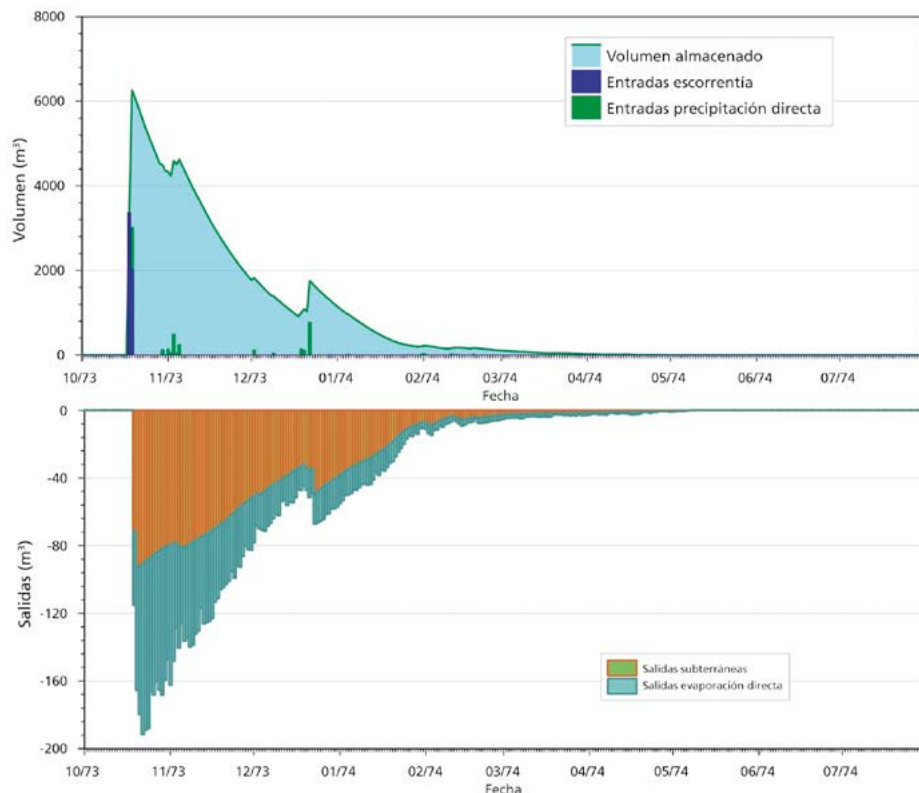 8000
Volumen almacenado
Entradas escorrentía
Entradas precipitación directa
6000
4000
2000
0
Volumen (m³)
10/73 11/73 12/73 01/74 02/74 03/74 04/74 05/74 06/74 07/74
Fecha
0
-40
-80
-120
-160
-200
Salidas (m³)
Salidas subterráneas
Salidas evaporación directa
10/73 11/73 12/73 01/74 02/74 03/74 04/74 05/74 06/74 07/74
Fecha